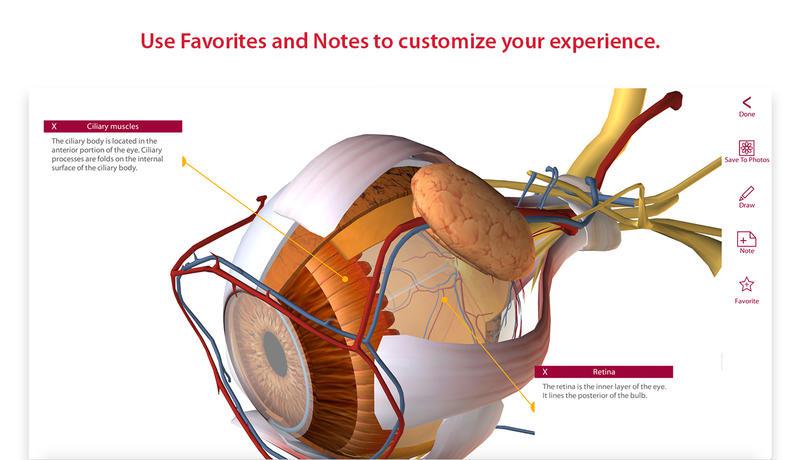 Use Favorites and Notes to customize your experience.
X Ciliary muscles
The ciliary body is located in the
anterior portion of the eye. Ciliary
processes are folds on the internal
surface of the ciliary body.
Done
Save To Photos
Draw
Note
Favorite
X Retina
The retina is the inner layer of the eye.
It lines the posterior of the bulb.